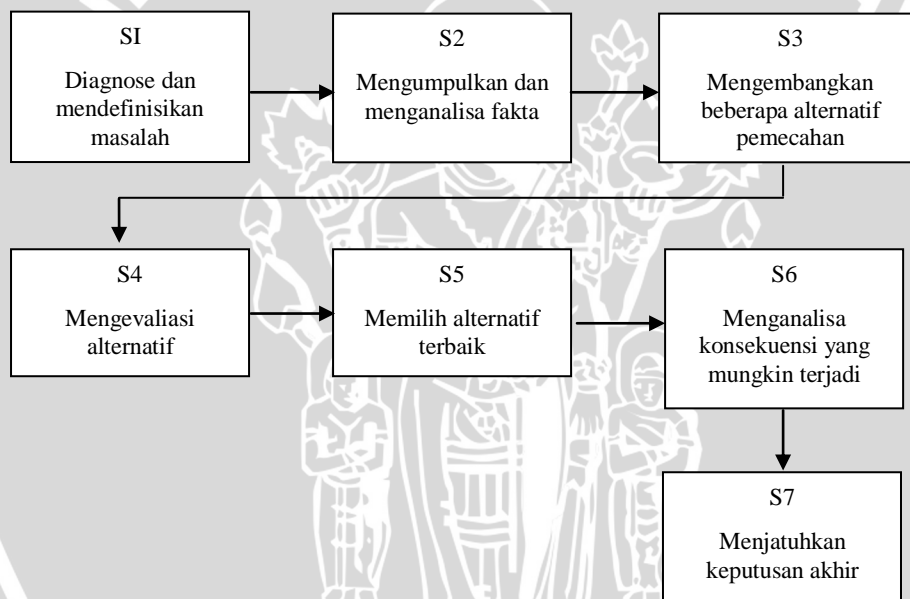 SI
Diagnose dan
mendefinisikan
masalah
S2
Mengumpulkan dan
menganalisa fakta
S3
Mengembangkan
beberapa alternatif
pemecahan
S4
Mengevaliasi
alternatif
S5
Memilih alternatif
terbaik
S6
Menganalisa
konsekuensi yang
mungkin terjadi
S7
Menjatuhkan
keputusan akhir